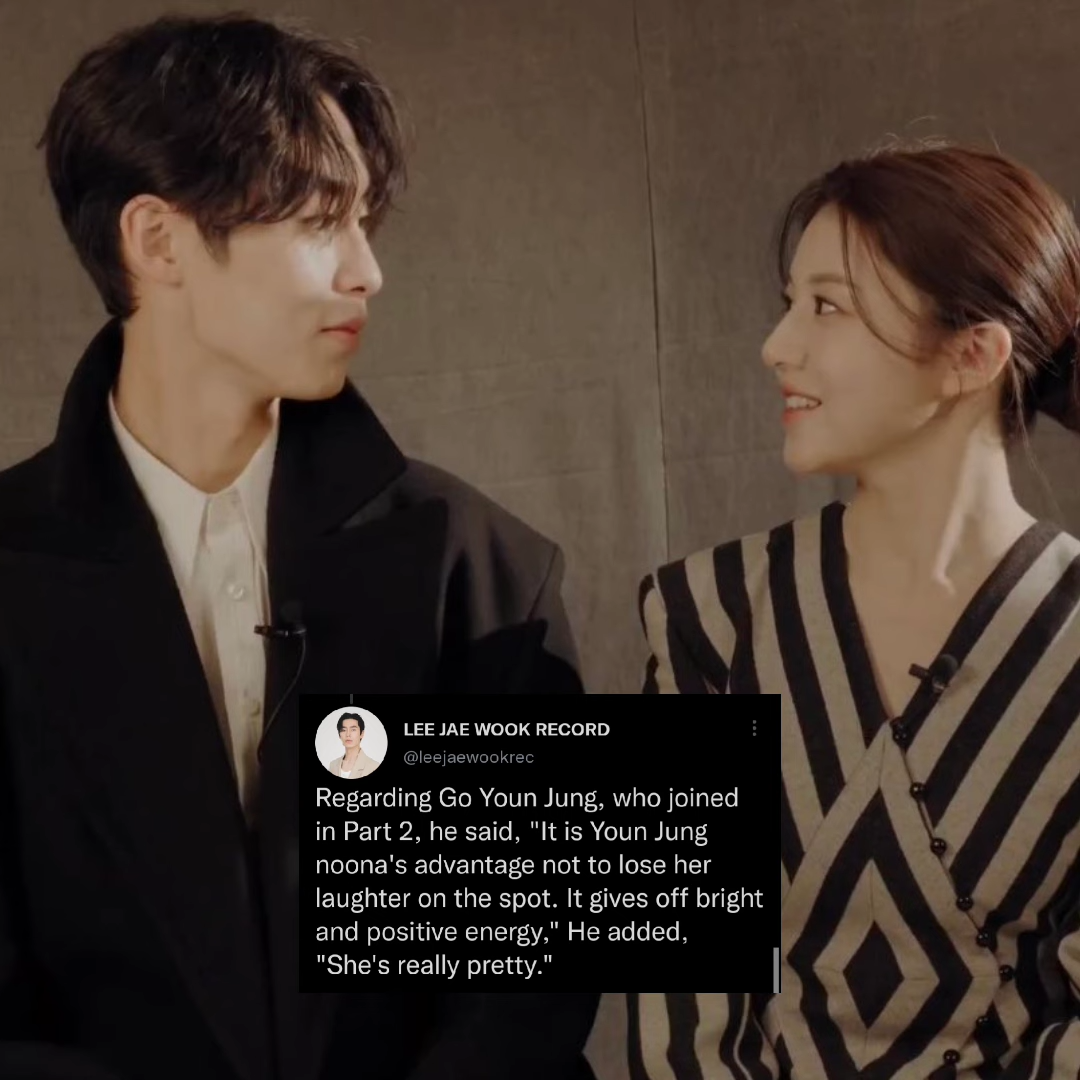 LEE JAE WOOK RECORD
@leejaewookrec
Regarding Go Youn Jung, who joined
in Part 2, he said, "It is Youn Jung
noona's advantage not to lose her
laughter on the spot. It gives off bright
and positive energy," He added,
"She's really pretty."